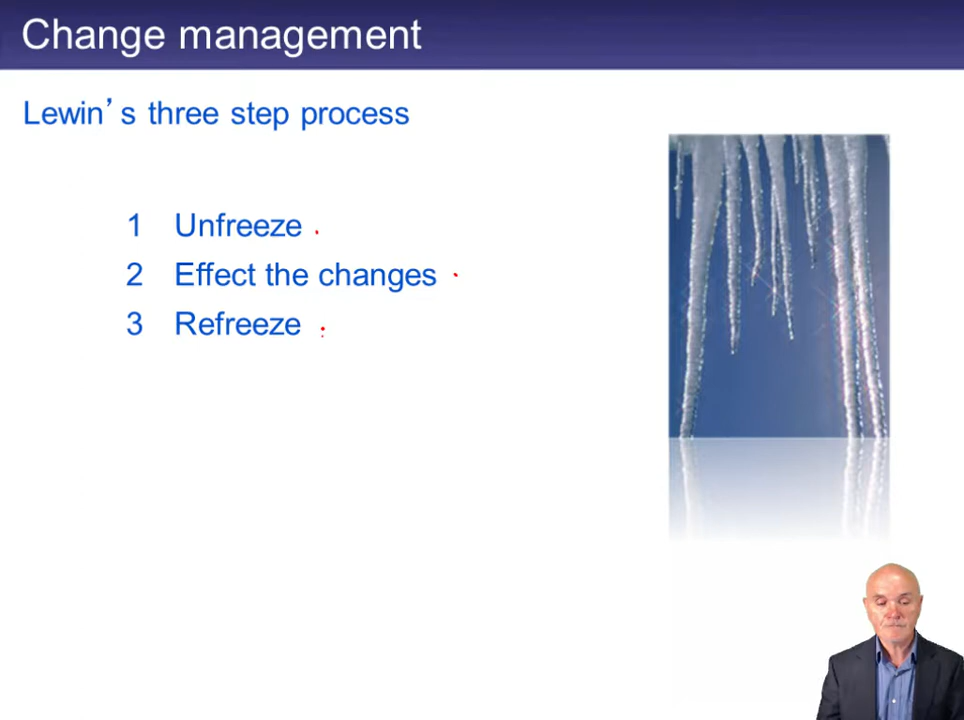 Change management
Lewin's three step process
1 Unfreeze
2 Effect the changes
3 Refreeze